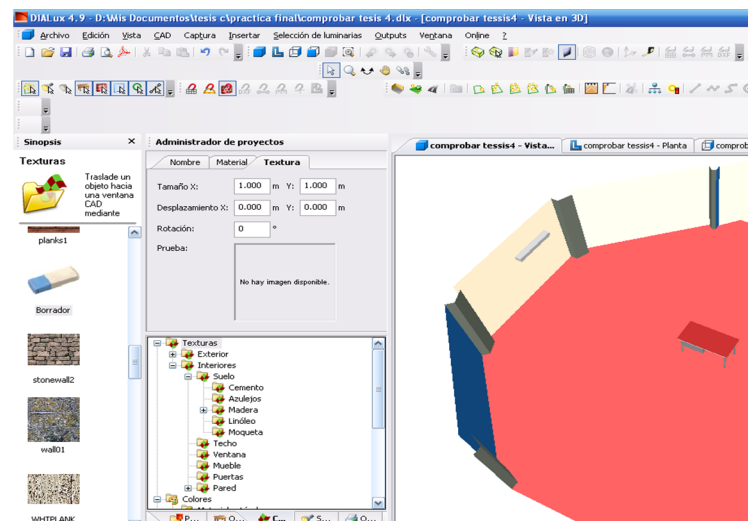 DIALux 4.9 - D:\Mis Documentos\tesis c\practica final\comprobar tesis 4.dlx - [comprobar tessis4 - Vista en 3D]
Archivo Edición Vista CAD Captura Insertar Selección de luminarias Outputs Ventana Online ?
Sinopsis X
Administrador de proyectos
comprobar tessis4 - Vista...
comprobar tessis4 - Planta
comprob
Texturas
Traslade un
objeto hacia
una ventana
CAD
mediante
planks1
Borrador
stonewall2
wall01
WHTPLANK
Nombre Material Textura
Tamaño X: 1.000 m Y: 1.000 m
Desplazamiento X: 0.000 m Y: 0.000 m
Rotación: 0 °
Prueba:
No hay imagen disponible.
Texturas
Exterior
Interiores
Suelo
Cemento
Azulejos
Madera
Linóleo
Moqueta
Techo
Ventana
Mueble
Puertas
Pared
Colores
P... O... C... S... O...